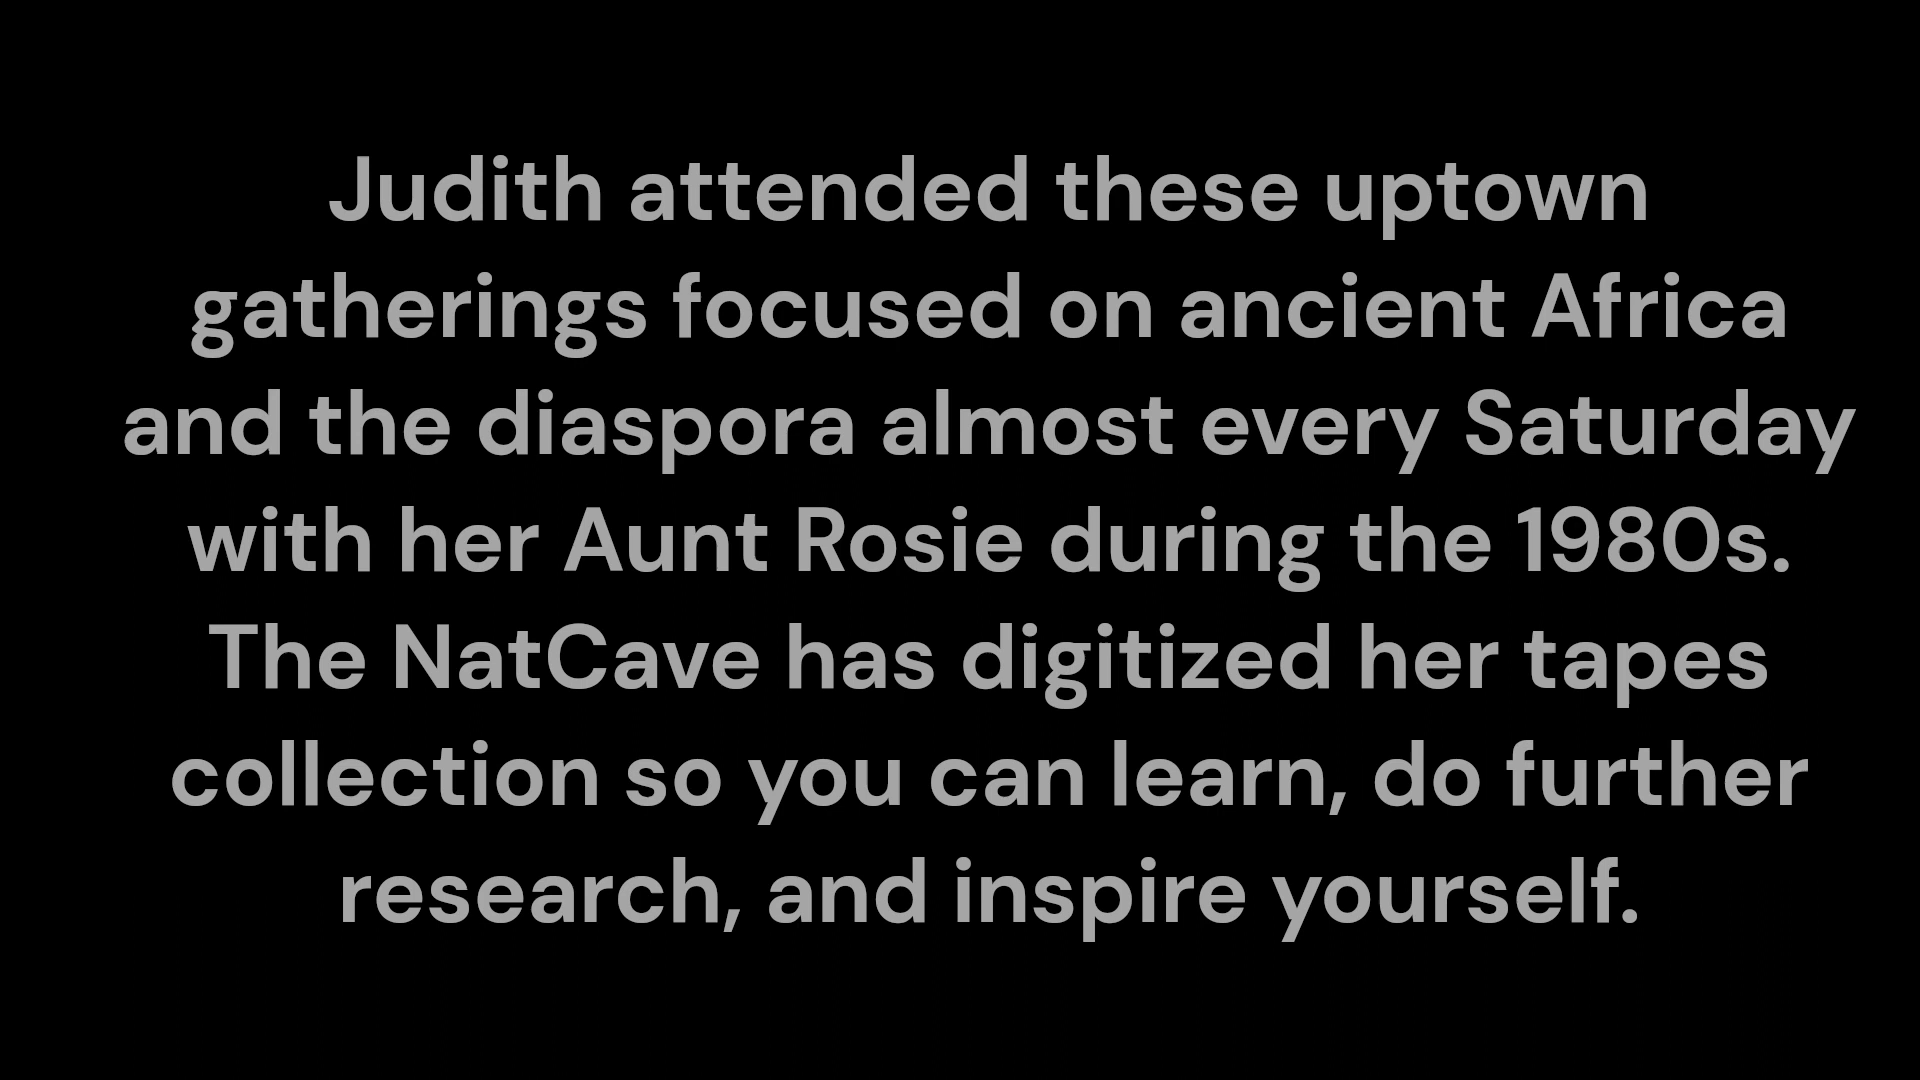 Judith attended these uptown
gatherings focused on ancient Africa
and the diaspora almost every Saturday
with her Aunt Rosie during the 1980s.
The NatCave has digitized her tapes
collection so you can learn, do further
research, and inspire yourself.